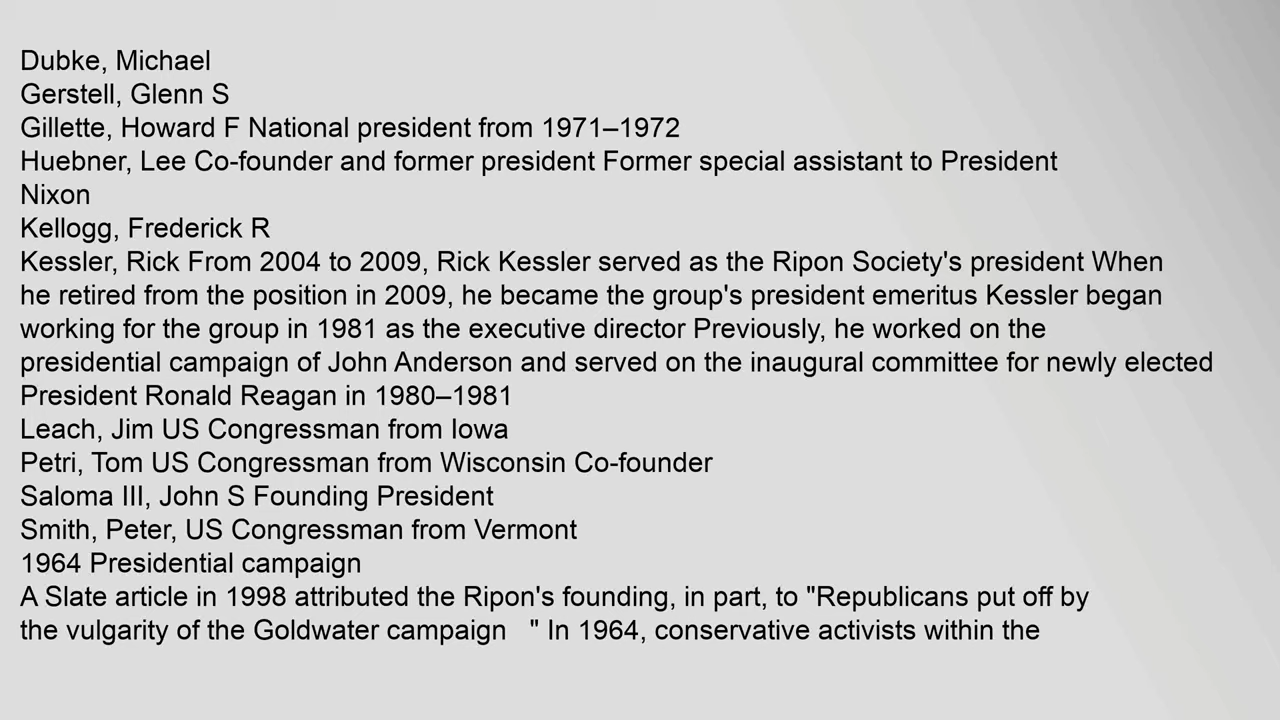 Dubke, Michael
Gerstell, Glenn S
Gillette, Howard F National president from 1971–1972
Huebner, Lee Co-founder and former president Former special assistant to President
Nixon
Kellogg, Frederick R
Kessler, Rick From 2004 to 2009, Rick Kessler served as the Ripon Society's president When
he retired from the position in 2009, he became the group's president emeritus Kessler began
working for the group in 1981 as the executive director Previously, he worked on the
presidential campaign of John Anderson and served on the inaugural committee for newly elected
President Ronald Reagan in 1980–1981
Leach, Jim US Congressman from Iowa
Petri, Tom US Congressman from Wisconsin Co-founder
Saloma III, John S Founding President
Smith, Peter, US Congressman from Vermont
1964 Presidential campaign
A Slate article in 1998 attributed the Ripon's founding, in part, to "Republicans put off by
the vulgarity of the Goldwater campaign   " In 1964, conservative activists within the